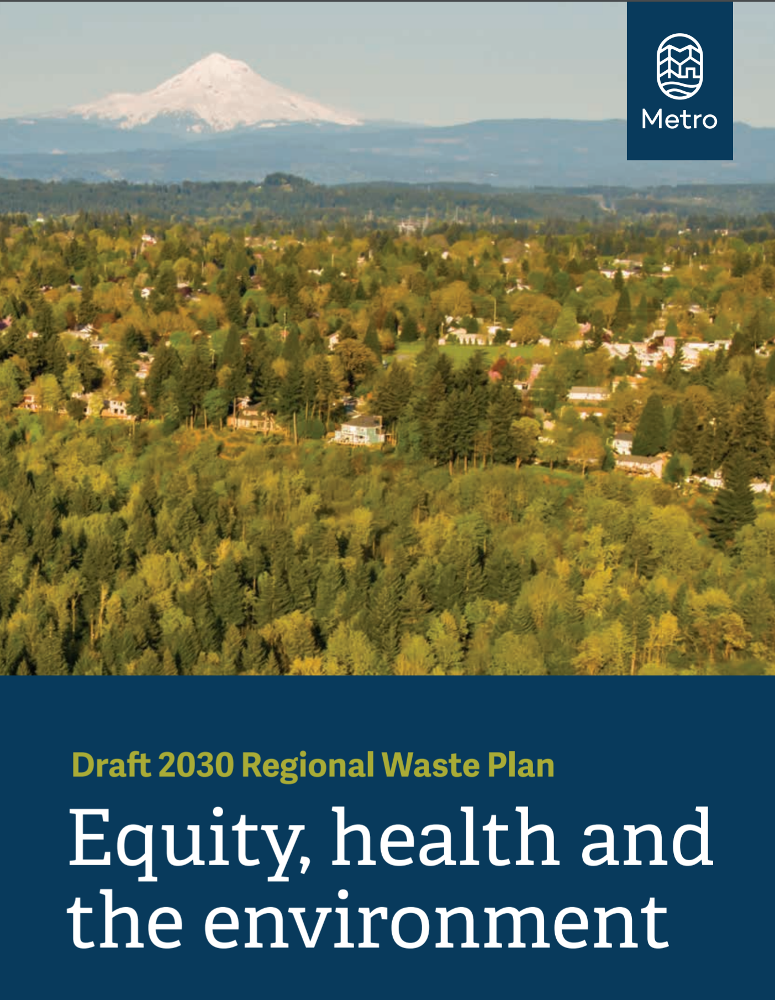 Metro
Draft 2030 Regional Waste Plan
Equity, health and
the environment